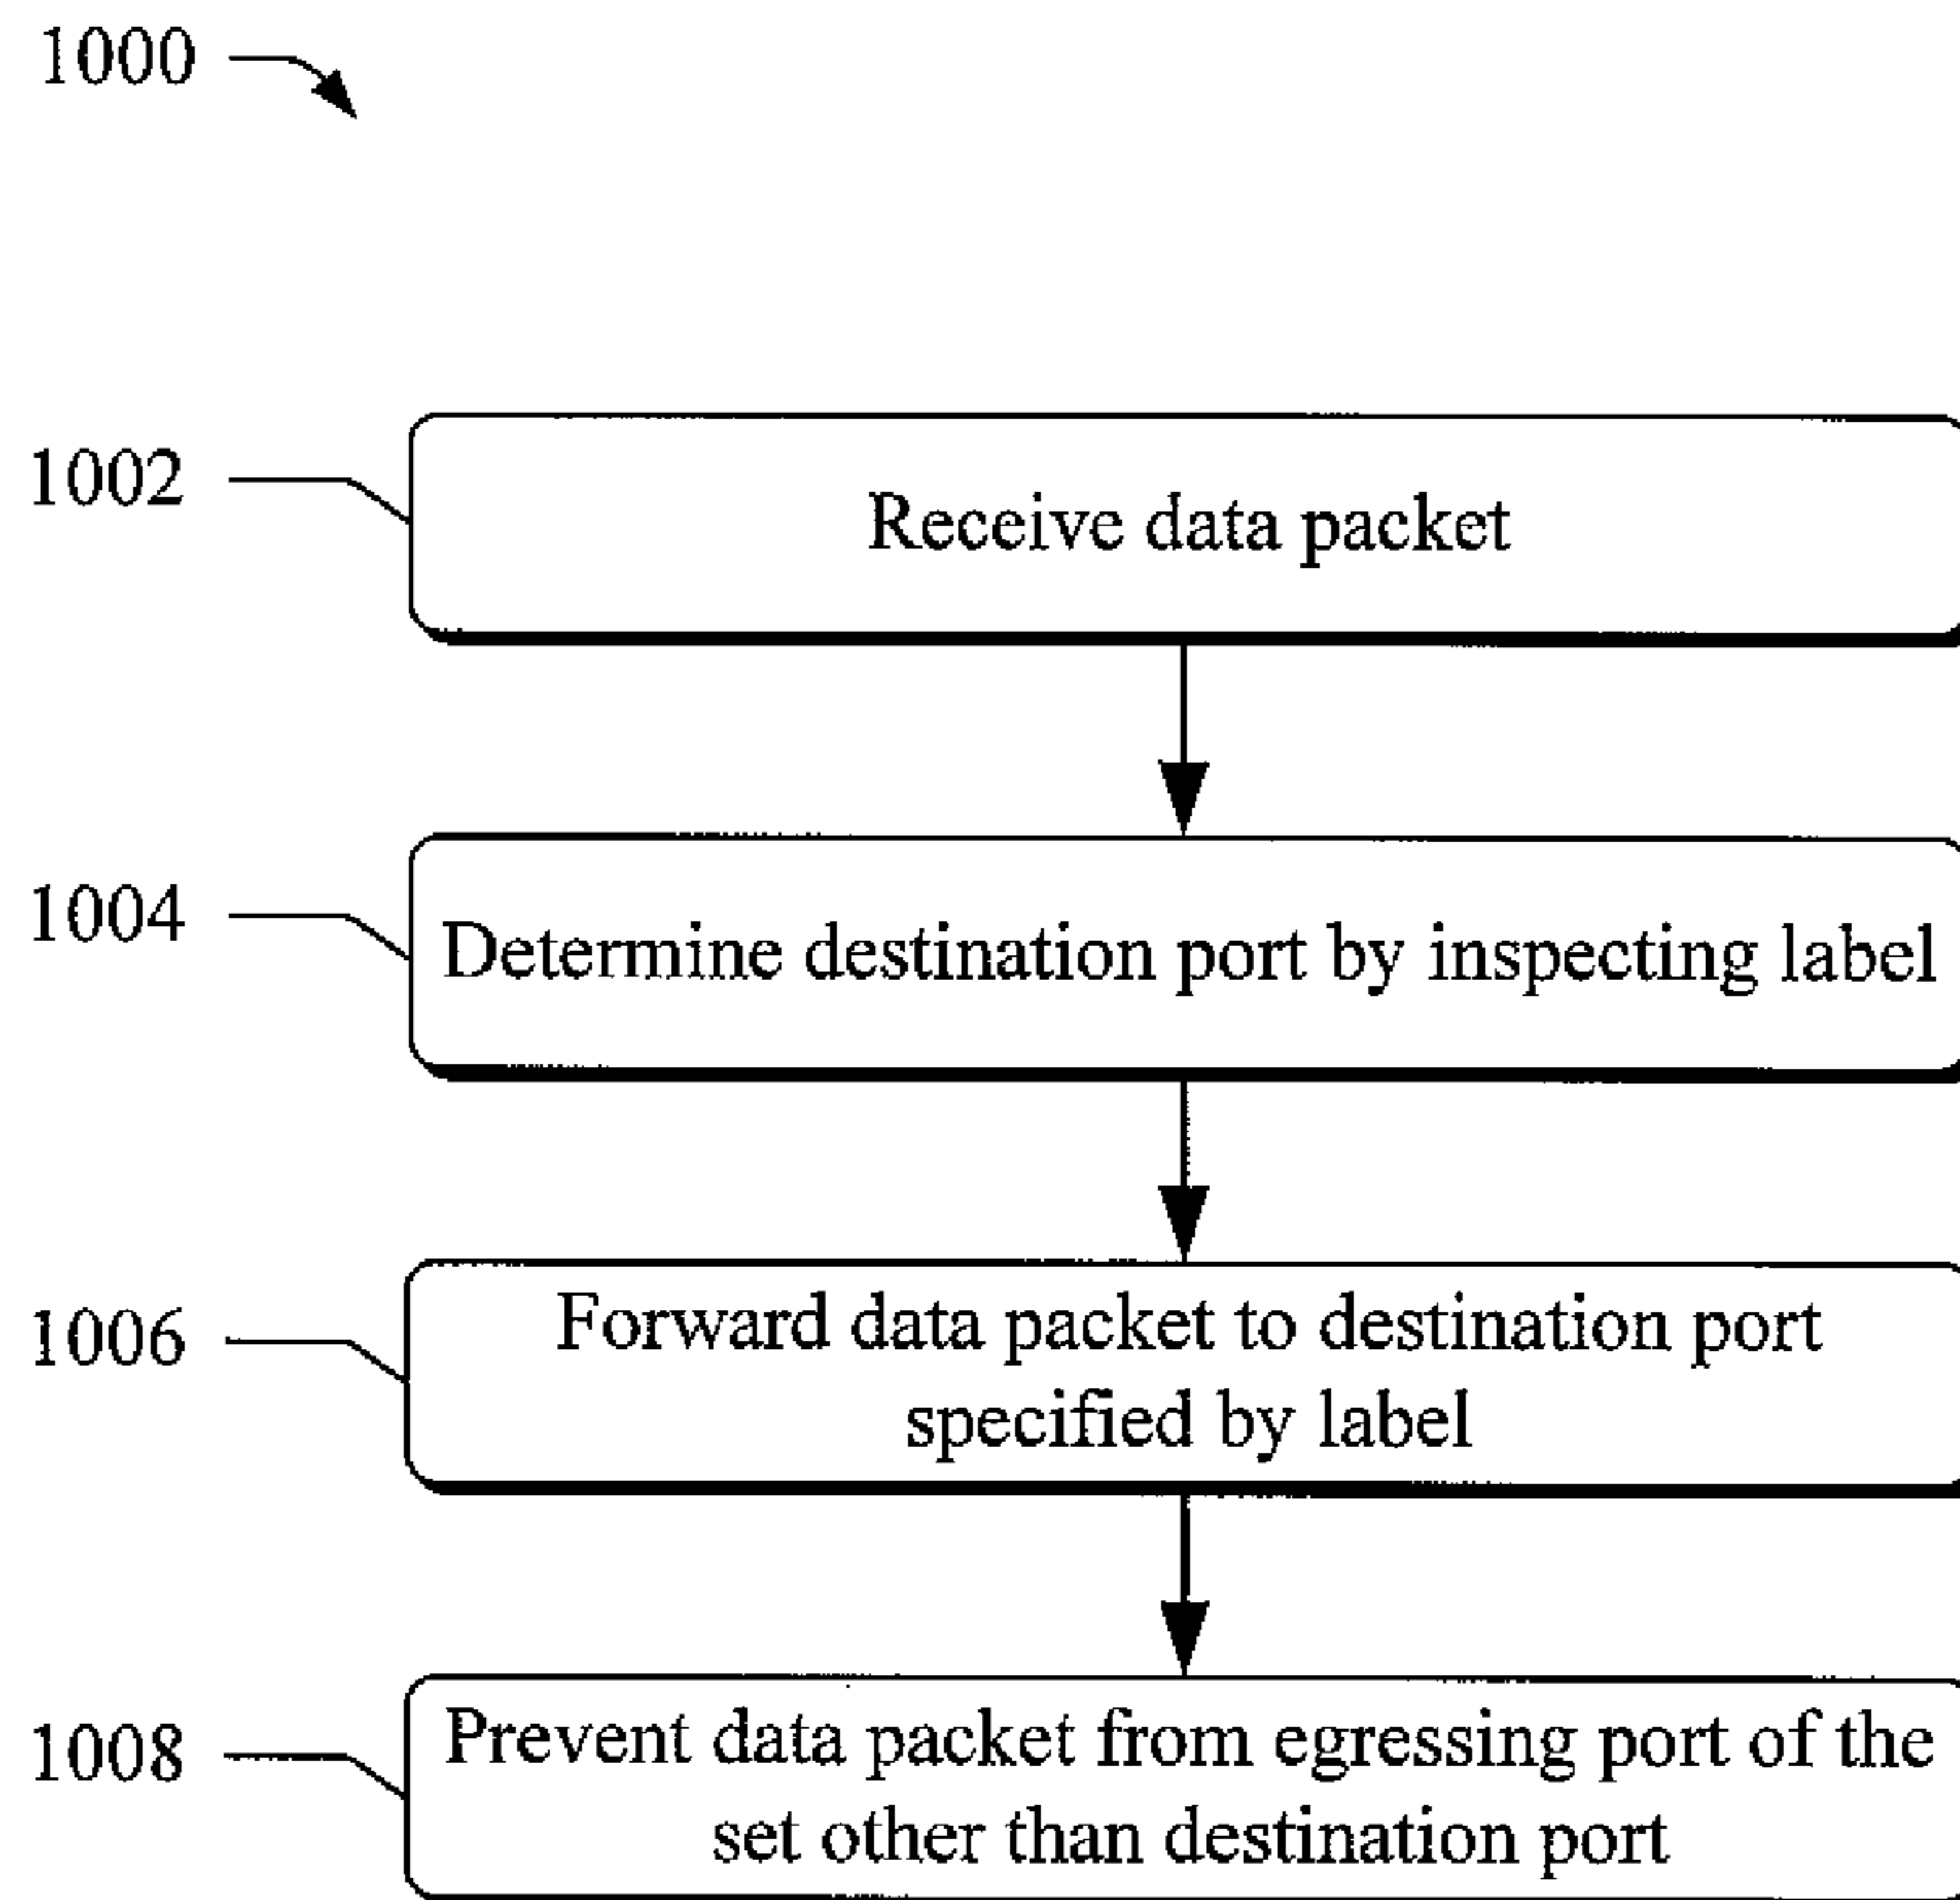 1000
1002
Receive data packet
1004
Determine destination port by inspecting label
1006
Forward data packet to destination port
specified by label
1008
Prevent data packet from egressing port of the
set other than destination port